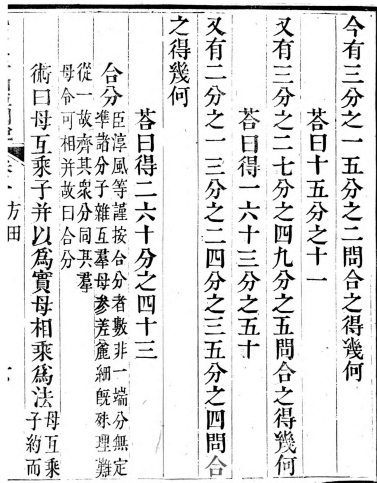 今有三分之一五分之二問合之得幾何
荅曰十五分之十一
又有三分之二七分之四九分之五問合之得幾何
荅曰得一六十三分之五十
又有二分之一三分之二四分之三五分之四問合
之得幾何
荅曰得二六十分之四十三
合分
臣淳風等謹按合分者數非一端分無定
準諸分子雜互羣母參差麄細旣殊理難
從一故齊其衆分同其羣
母令可相并故曰合分
術曰母互乘子并以爲實母相乘爲法
母互乘
子約而
方田